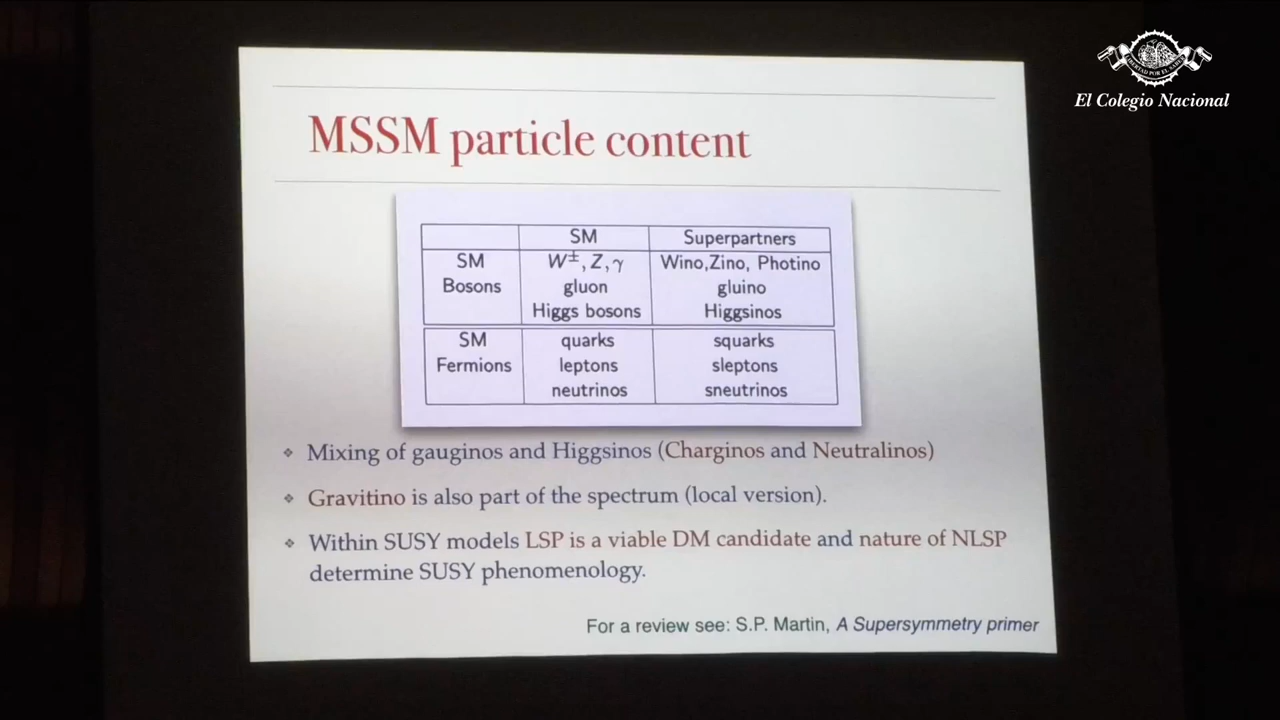 El Colegio Nacional
MSSM particle content
SM Superpartners
SM W±, Z, γ Wino,Zino, Photino
Bosons gluon gluino
Higgs bosons Higgsinos
SM quarks squarks
Fermions leptons sleptons
neutrinos sneutrinos
❖ Mixing of gauginos and Higgsinos (Charginos and Neutralinos)
❖ Gravitino is also part of the spectrum (local version).
❖ Within SUSY models LSP is a viable DM candidate and nature of NLSP
determine SUSY phenomenology.
For a review see: S.P. Martin, A Supersymmetry primer